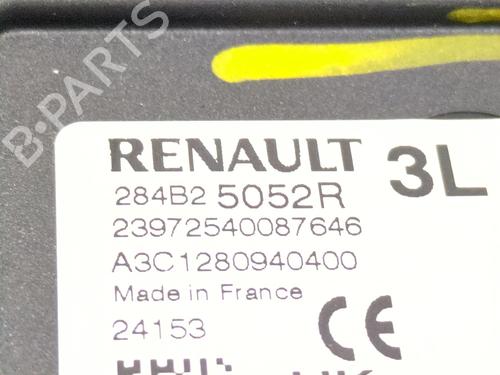 B-PARTS
RENAULT 3L
284B2 5052R
23972540087646
A3C1280940400
Made in France
24153 CE